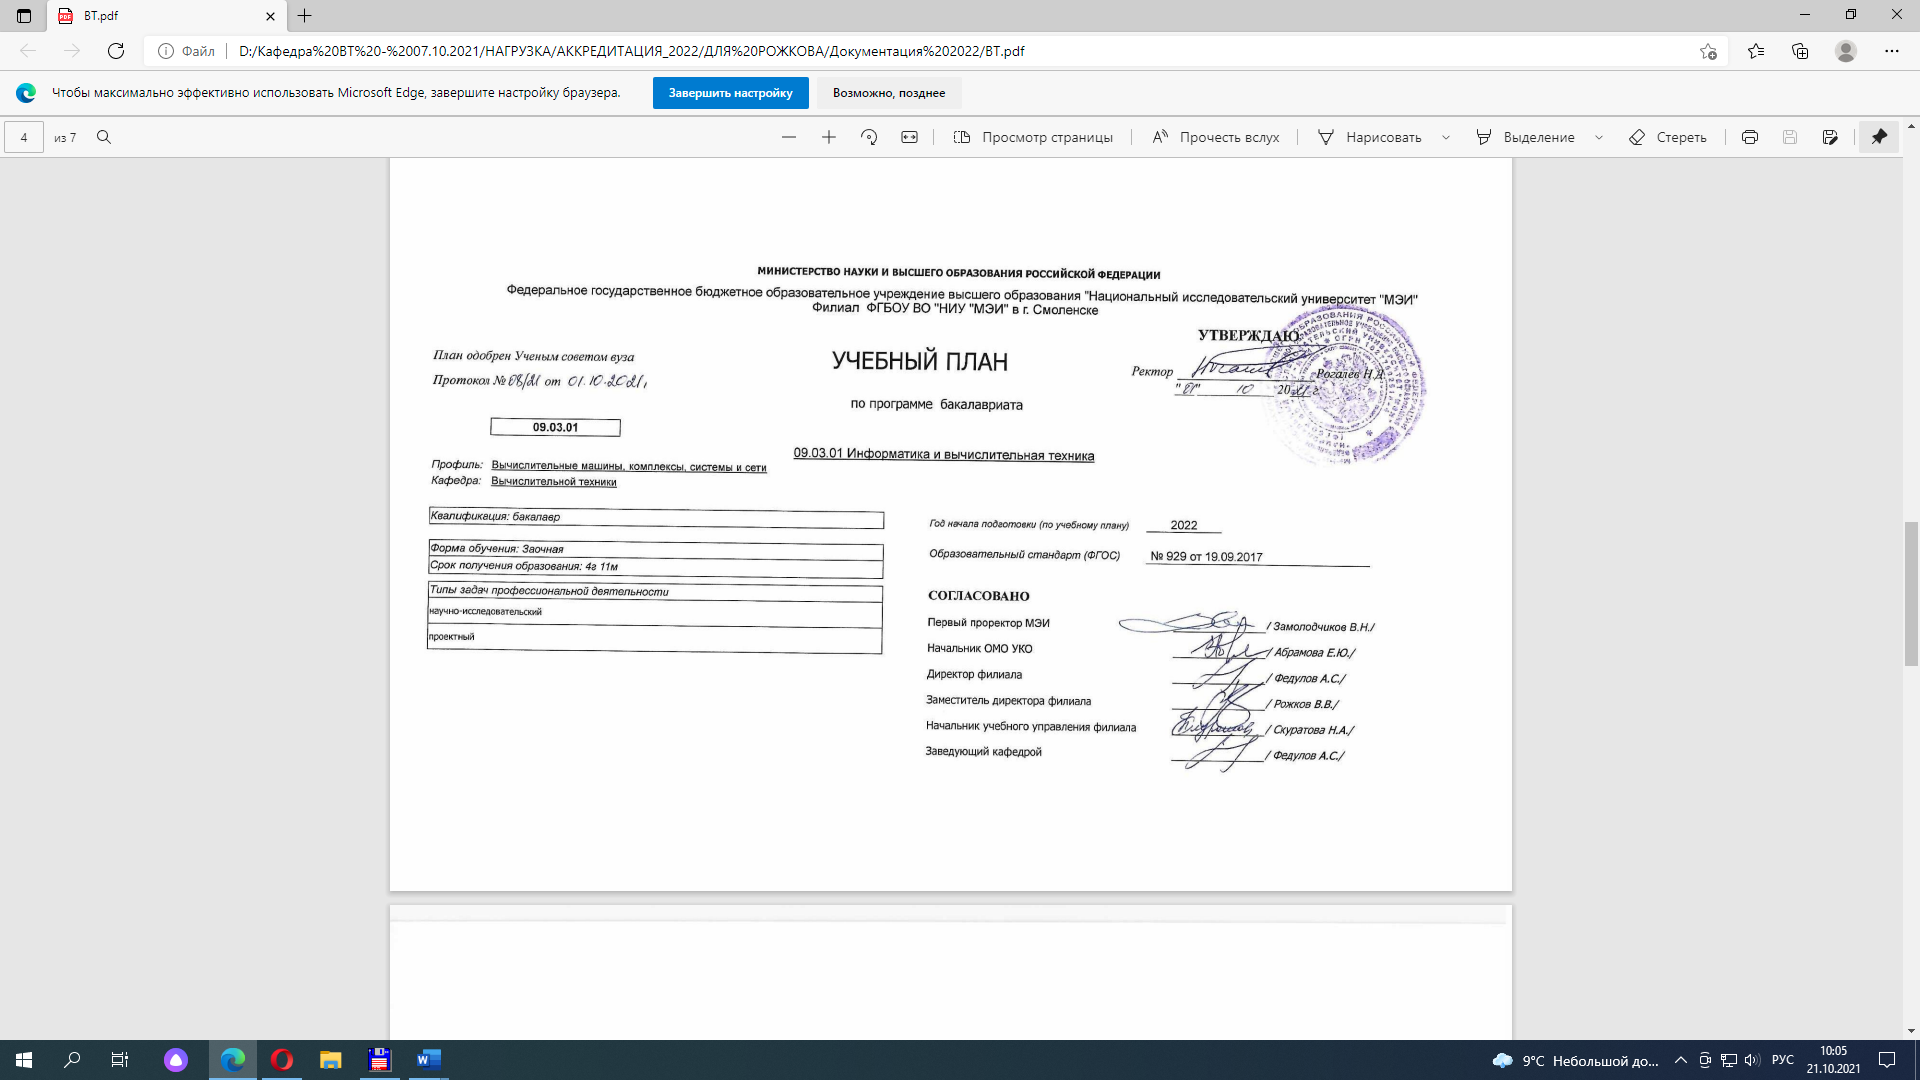 ВТ.pdf
Файл D:/Кафедра%20ВТ%20-%2007.10.2021/НАГРУЗКА/АККРЕДИТАЦИЯ_2022/ДЛЯ%20РОЖКОВА/Документация%202022/ВТ.pdf
Чтобы максимально эффективно использовать Microsoft Edge, завершите настройку браузера. Завершить настройку Возможно, позднее
4 из 7 Просмотр страницы Прочесть вслух Нарисовать Выделение Стереть
МИНИСТЕРСТВО НАУКИ И ВЫСШЕГО ОБРАЗОВАНИЯ РОССИЙСКОЙ ФЕДЕРАЦИИ
Федеральное государственное бюджетное образовательное учреждение высшего образования "Национальный исследовательский университет "МЭИ"
Филиал ФГБОУ ВО "НИУ "МЭИ" в г. Смоленске
УТВЕРЖДАЮ
План одобрен Ученым советом вуза
УЧЕБНЫЙ ПЛАН
Протокол № 08/21 от 01.10.2021г
Ректор Рогалев Н.Д.
"01" 10 2021 г.
по программе бакалавриата
09.03.01
09.03.01 Информатика и вычислительная техника
Профиль: Вычислительные машины, комплексы, системы и сети
Кафедра: Вычислительной техники
Квалификация: бакалавр
Год начала подготовки (по учебному плану) 2022
Форма обучения: Заочная
Образовательный стандарт (ФГОС) № 929 от 19.09.2017
Срок получения образования: 4г 11м
Типы задач профессиональной деятельности
научно-исследовательский
проектный
СОГЛАСОВАНО
Первый проректор МЭИ / Замолодчиков В.Н./
Начальник ОМО УКО / Абрамова Е.Ю./
Директор филиала / Федулов А.С./
Заместитель директора филиала / Рожков В.В./
Начальник учебного управления филиала / Скуратова Н.А./
Заведующий кафедрой / Федулов А.С./
9°C Небольшой до... РУС 10:05
21.10.2021